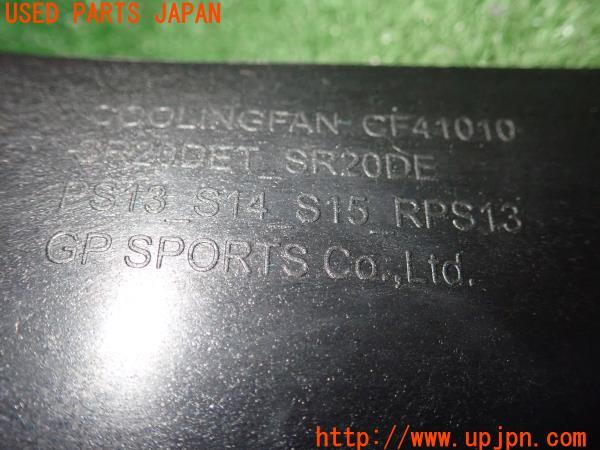 USED PARTS JAPAN
COOLINGFAN CF41010
SR20DET_SR20DE
PS13_S14_S15_RPS13
GP SPORTS Co.,Ltd.
http://www.upjpn.com